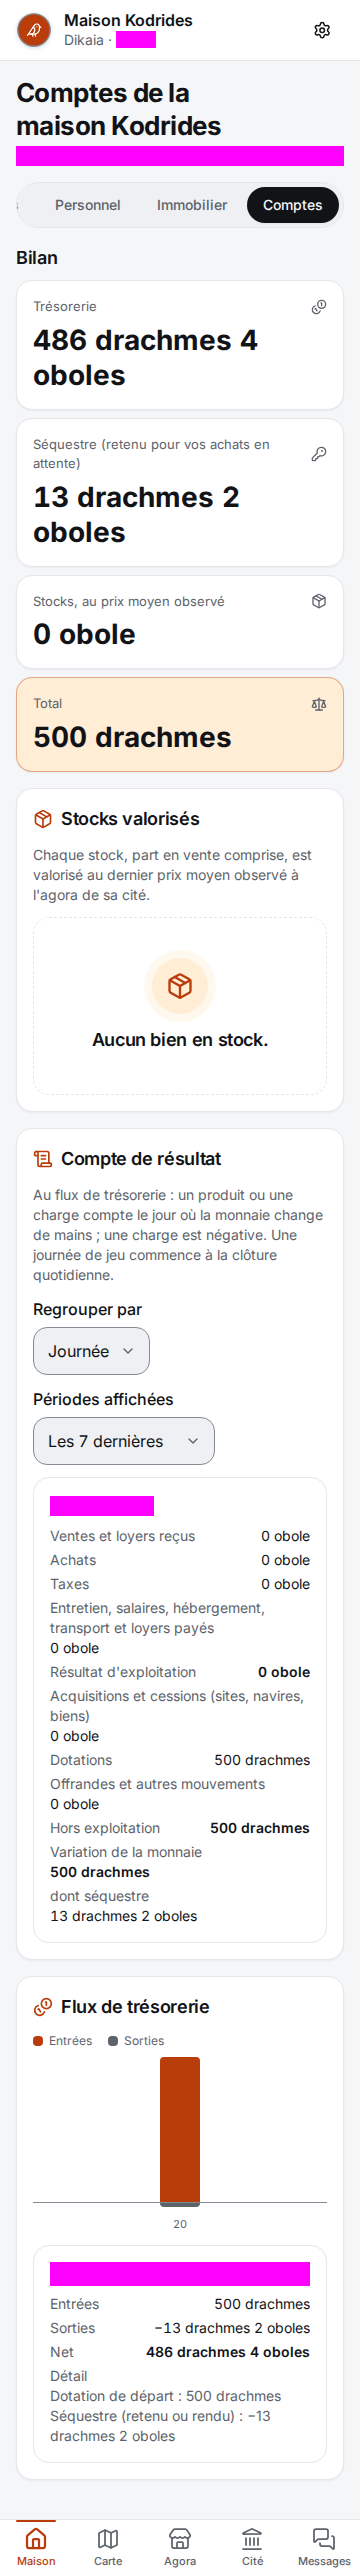 Maison Kodrides
Dikaia ·
Comptes de la
maison Kodrides
Personnel
Immobilier
Comptes
Bilan
Trésorerie
486 drachmes 4
oboles
Séquestre (retenu pour vos achats en
attente)
13 drachmes 2
oboles
Stocks, au prix moyen observé
0 obole
Total
500 drachmes
Stocks valorisés
Chaque stock, part en vente comprise, est
valorisé au dernier prix moyen observé à
l'agora de sa cité.
Aucun bien en stock.
Compte de résultat
Au flux de trésorerie : un produit ou une
charge compte le jour où la monnaie change
de mains ; une charge est négative. Une
journée de jeu commence à la clôture
quotidienne.
Regrouper par
Journée
Périodes affichées
Les 7 dernières
Ventes et loyers reçus 0 obole
Achats 0 obole
Taxes 0 obole
Entretien, salaires, hébergement,
transport et loyers payés
0 obole
Résultat d'exploitation 0 obole
Acquisitions et cessions (sites, navires,
biens)
0 obole
Dotations 500 drachmes
Offrandes et autres mouvements
0 obole
Hors exploitation 500 drachmes
Variation de la monnaie
500 drachmes
dont séquestre
13 drachmes 2 oboles
Flux de trésorerie
Entrées Sorties
20
Entrées 500 drachmes
Sorties −13 drachmes 2 oboles
Net 486 drachmes 4 oboles
Détail
Dotation de départ : 500 drachmes
Séquestre (retenu ou rendu) : −13
drachmes 2 oboles
Maison Carte Agora Cité Messages